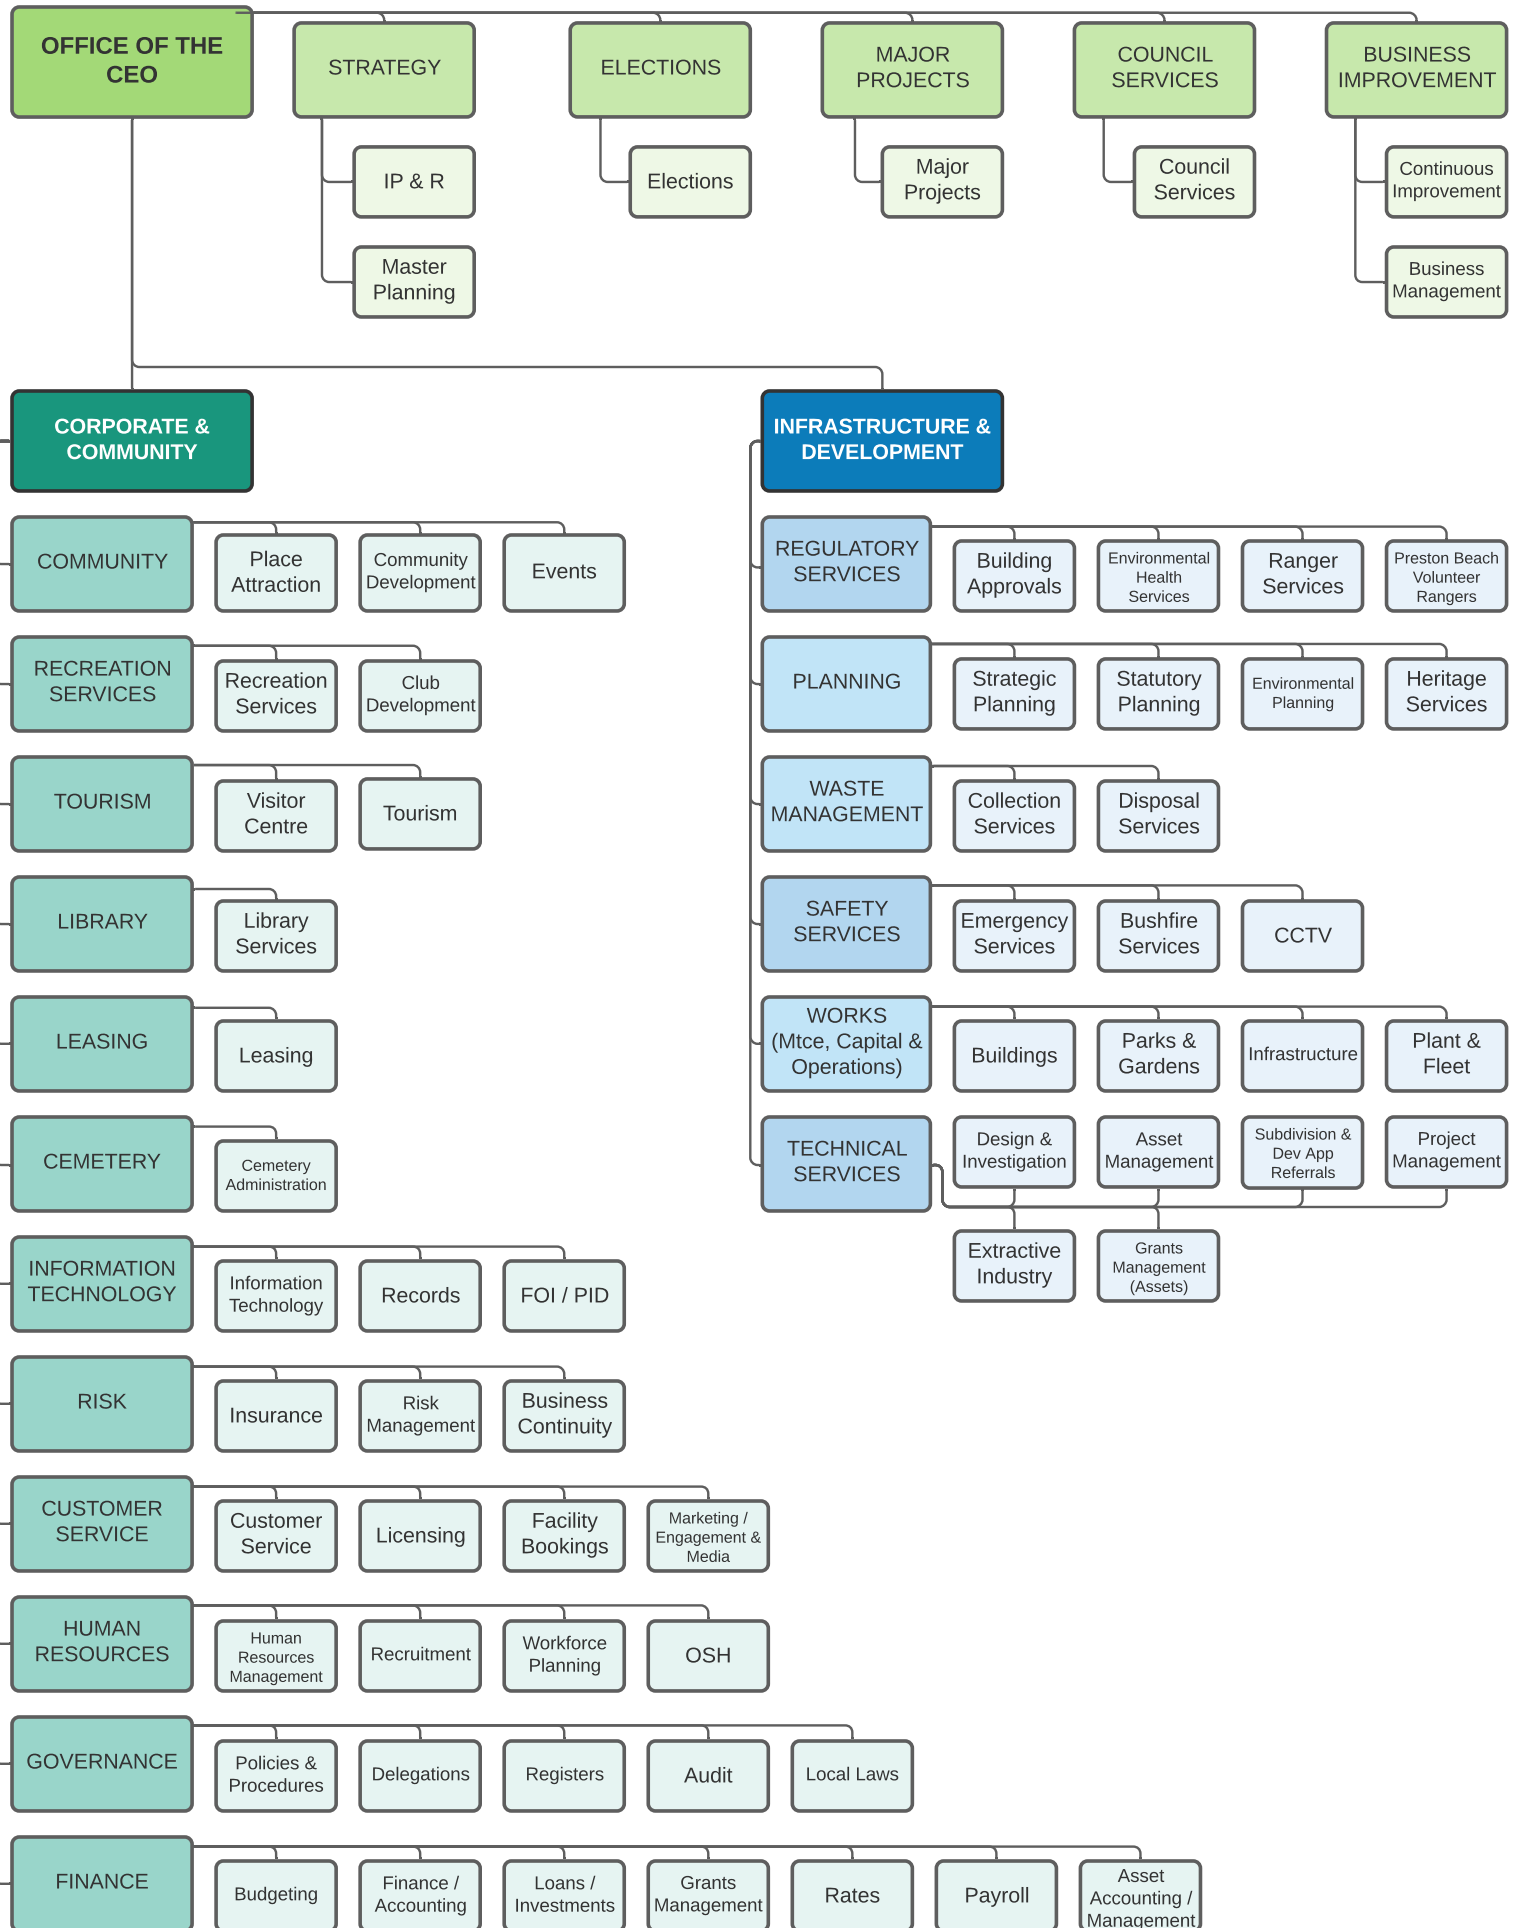 OFFICE OF THE
CEO
STRATEGY
ELECTIONS
MAJOR
PROJECTS
COUNCIL
SERVICES
BUSINESS
IMPROVEMENT
IP & R
Elections
Major
Projects
Council
Services
Continuous
Improvement
Master
Planning
Business
Management
CORPORATE &
COMMUNITY
INFRASTRUCTURE &
DEVELOPMENT
COMMUNITY
Place
Attraction
Community
Development
Events
REGULATORY
SERVICES
Building
Approvals
Environmental
Health
Services
Ranger
Services
Preston Beach
Volunteer
Rangers
RECREATION
SERVICES
Recreation
Services
Club
Development
PLANNING
Strategic
Planning
Statutory
Planning
Environmental
Planning
Heritage
Services
TOURISM
Visitor
Centre
Tourism
WASTE
MANAGEMENT
Collection
Services
Disposal
Services
LIBRARY
Library
Services
SAFETY
SERVICES
Emergency
Services
Bushfire
Services
CCTV
LEASING
Leasing
WORKS
(Mtce, Capital &
Operations)
Buildings
Parks &
Gardens
Infrastructure
Plant &
Fleet
CEMETERY
Cemetery
Administration
TECHNICAL
SERVICES
Design &
Investigation
Asset
Management
Subdivision &
Dev App
Referrals
Project
Management
Extractive
Industry
Grants
Management
(Assets)
INFORMATION
TECHNOLOGY
Information
Technology
Records
FOI / PID
RISK
Insurance
Risk
Management
Business
Continuity
CUSTOMER
SERVICE
Customer
Service
Licensing
Facility
Bookings
Marketing /
Engagement &
Media
HUMAN
RESOURCES
Human
Resources
Management
Recruitment
Workforce
Planning
OSH
GOVERNANCE
Policies &
Procedures
Delegations
Registers
Audit
Local Laws
FINANCE
Budgeting
Finance /
Accounting
Loans /
Investments
Grants
Management
Rates
Payroll
Asset
Accounting /
Management